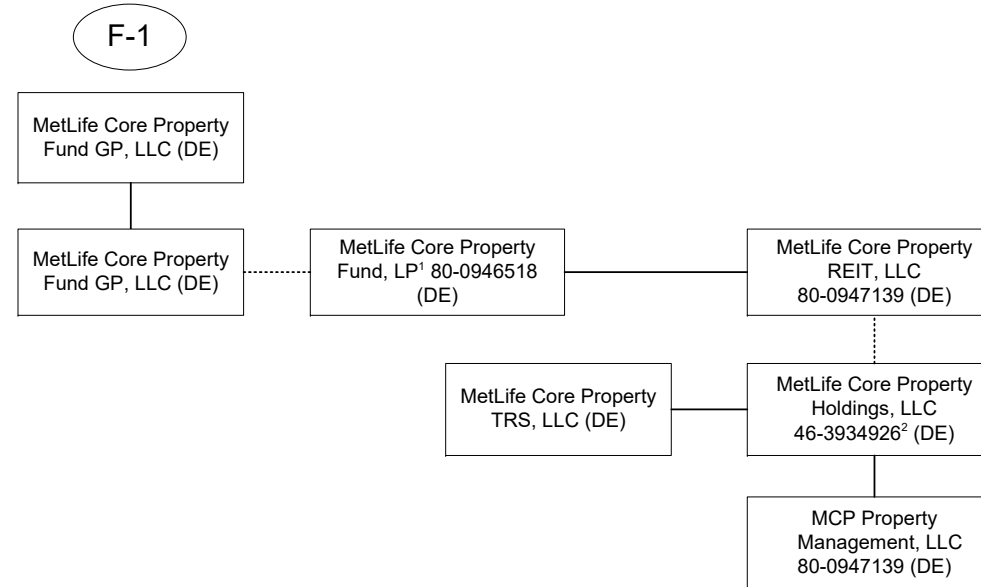 F-1
MetLife Core Property
Fund GP, LLC (DE)
MetLife Core Property
Fund GP, LLC (DE)
MetLife Core Property
Fund, LP¹ 80-0946518
(DE)
MetLife Core Property
REIT, LLC
80-0947139 (DE)
MetLife Core Property
TRS, LLC (DE)
MetLife Core Property
Holdings, LLC
46-3934926² (DE)
MCP Property
Management, LLC
80-0947139 (DE)